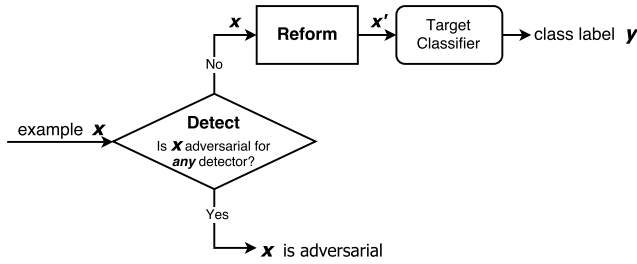 x
Reform
x'
Target
Classifier
class label y
No
example x
Detect
Is x adversarial for
any detector?
Yes
x is adversarial